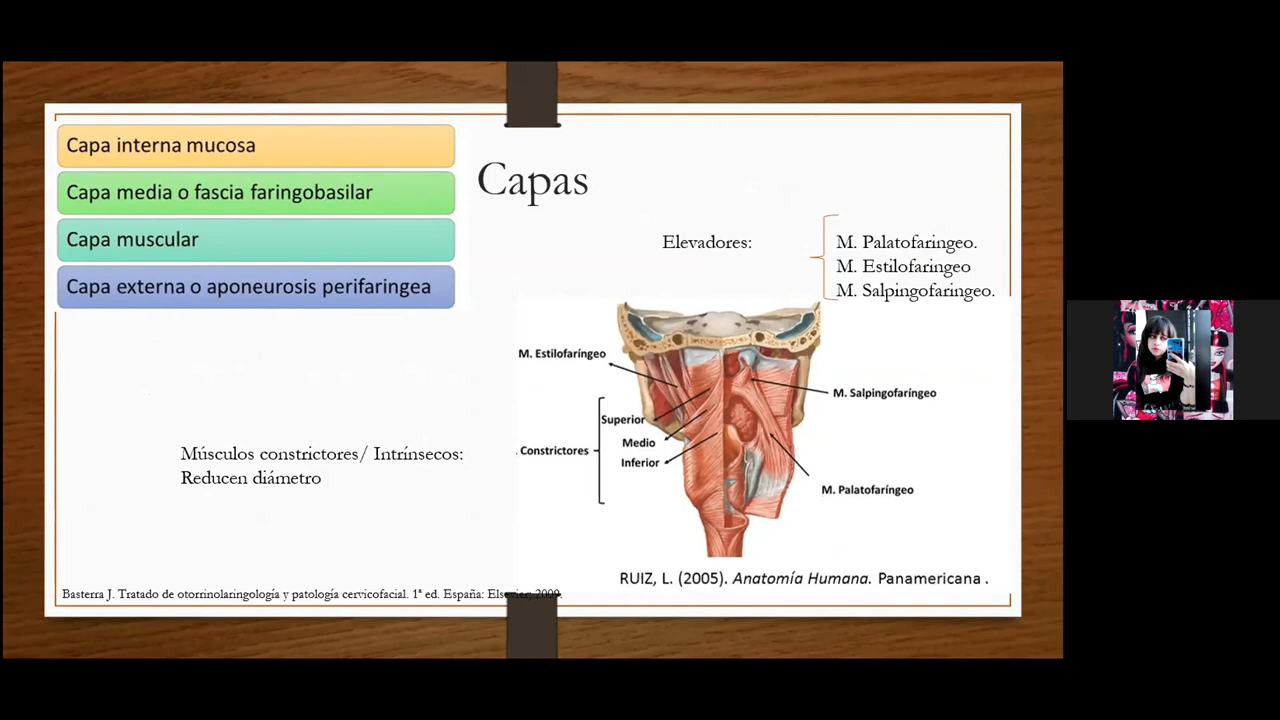 Capa interna mucosa
Capa media o fascia faringobasilar
Capa muscular
Capa externa o aponeurosis perifaringea
Capas
Elevadores:
M. Palatofaringeo.
M. Estilofaringeo
M. Salpingofaringeo.
M. Estilofaríngeo
M. Salpingofaríngeo
Superior
Medio
Inferior
. Constrictores
M. Palatofaríngeo
Músculos constrictores/ Intrínsecos:
Reducen diámetro
RUIZ, L. (2005). Anatomía Humana. Panamericana .
Basterra J. Tratado de otorrinolaringología y patología cervicofacial. 1ª ed. España: Elsevier; 2009.